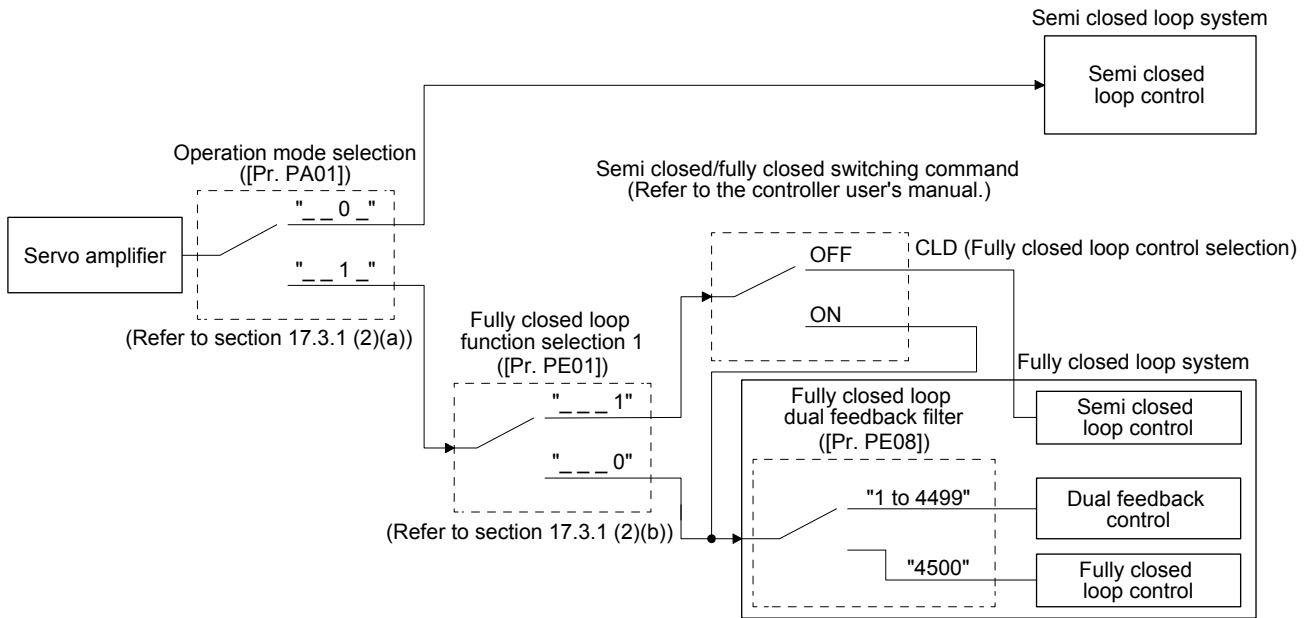 Semi closed loop system
Semi closed
loop control
Operation mode selection
([Pr. PA01])
Semi closed/fully closed switching command
(Refer to the controller user's manual.)
"_ _ 0 _"
Servo amplifier
"_ _ 1 _"
OFF
CLD (Fully closed loop control selection)
ON
(Refer to section 17.3.1 (2)(a))
Fully closed loop
function selection 1
([Pr. PE01])
Fully closed loop system
"_ _ _ 1"
Fully closed loop
dual feedback filter
([Pr. PE08])
Semi closed
loop control
"_ _ _ 0"
"1 to 4499"
Dual feedback
control
(Refer to section 17.3.1 (2)(b))
"4500"
Fully closed
loop control